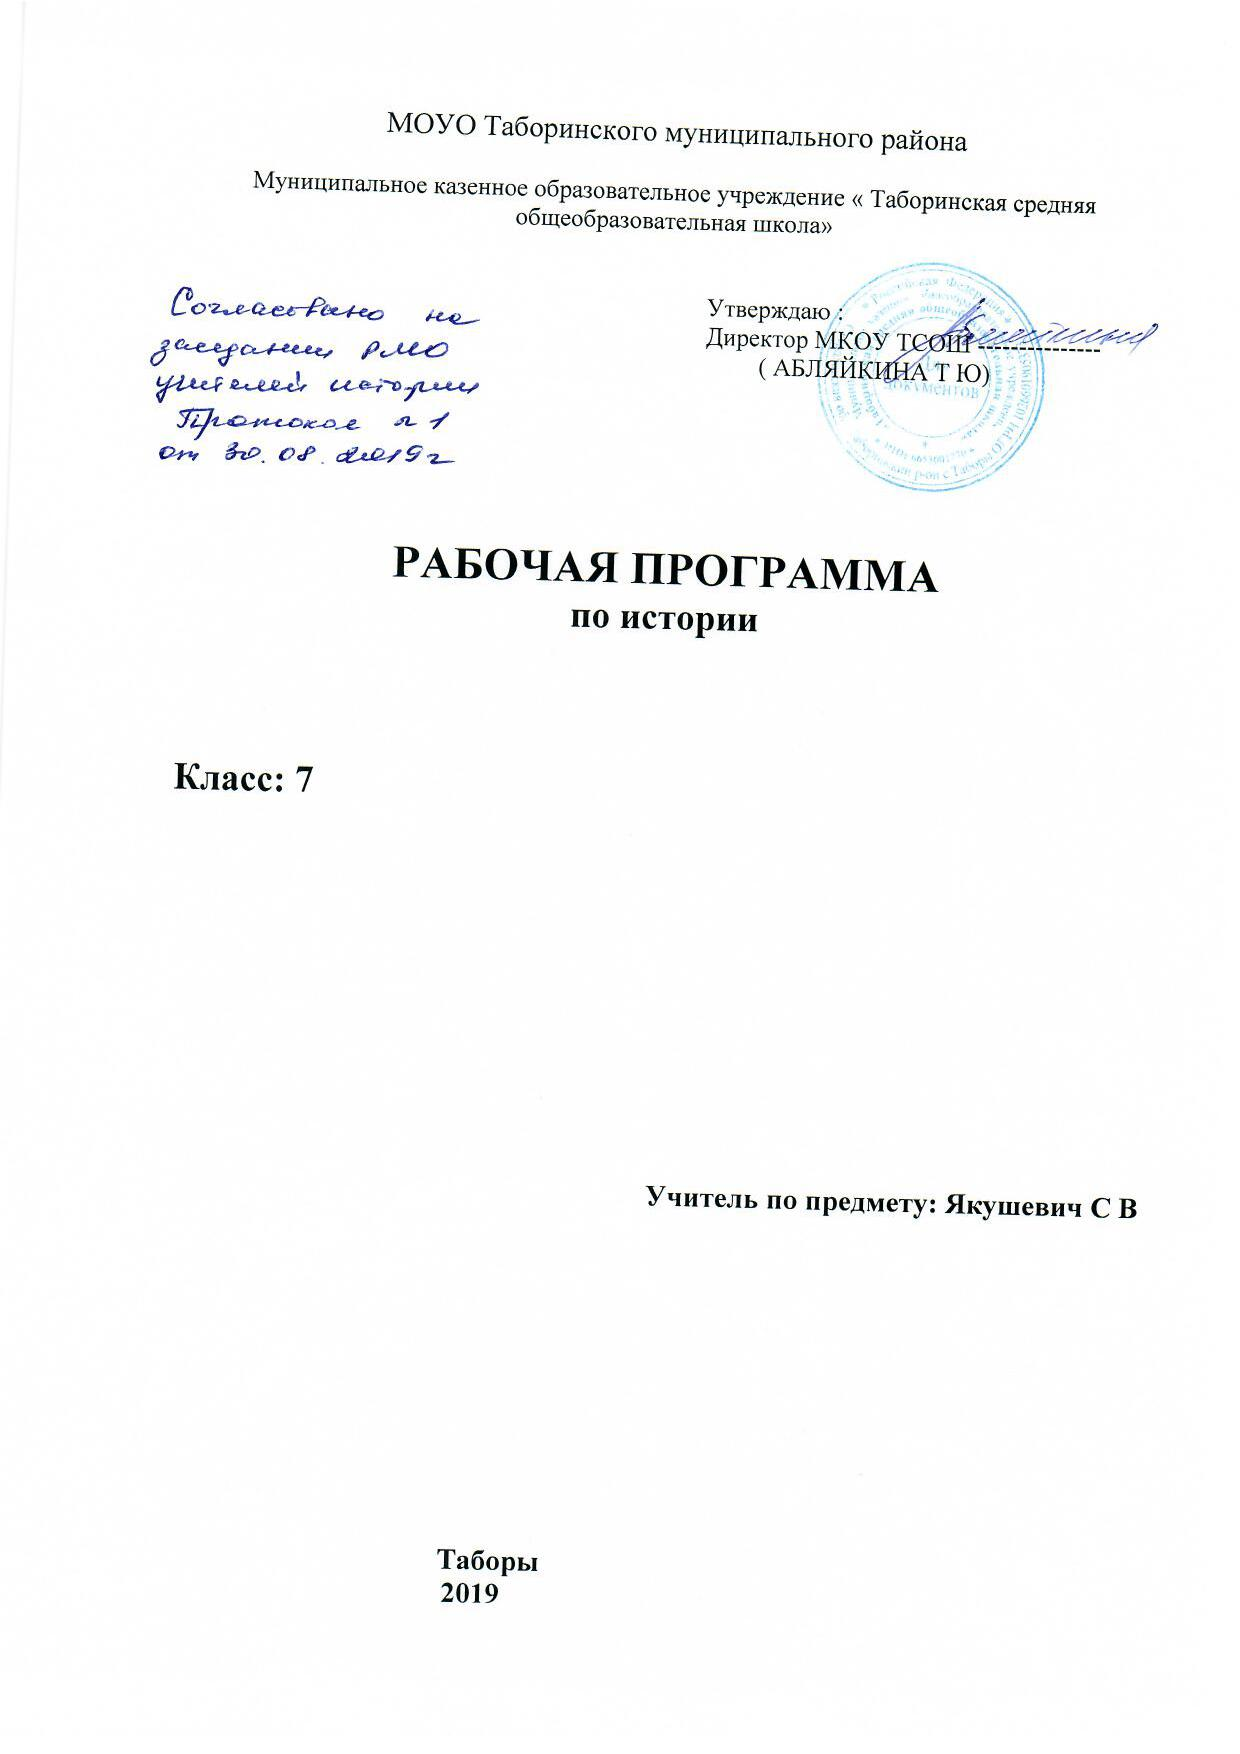 МОУО Таборинского муниципального района
Муниципальное казенное образовательное учреждение « Таборинская средняя
общеобразовательная школа»
Согласовано на
заседании РМО
учителей истории
Протокол № 1
от 30.08.2019г
Утверждаю :
Директор МКОУ ТСОШ ----------------
( АБЛЯЙКИНА Т Ю)
документов
РАБОЧАЯ ПРОГРАММА
по истории
Класс: 7
Учитель по предмету: Якушевич С В
Таборы
2019